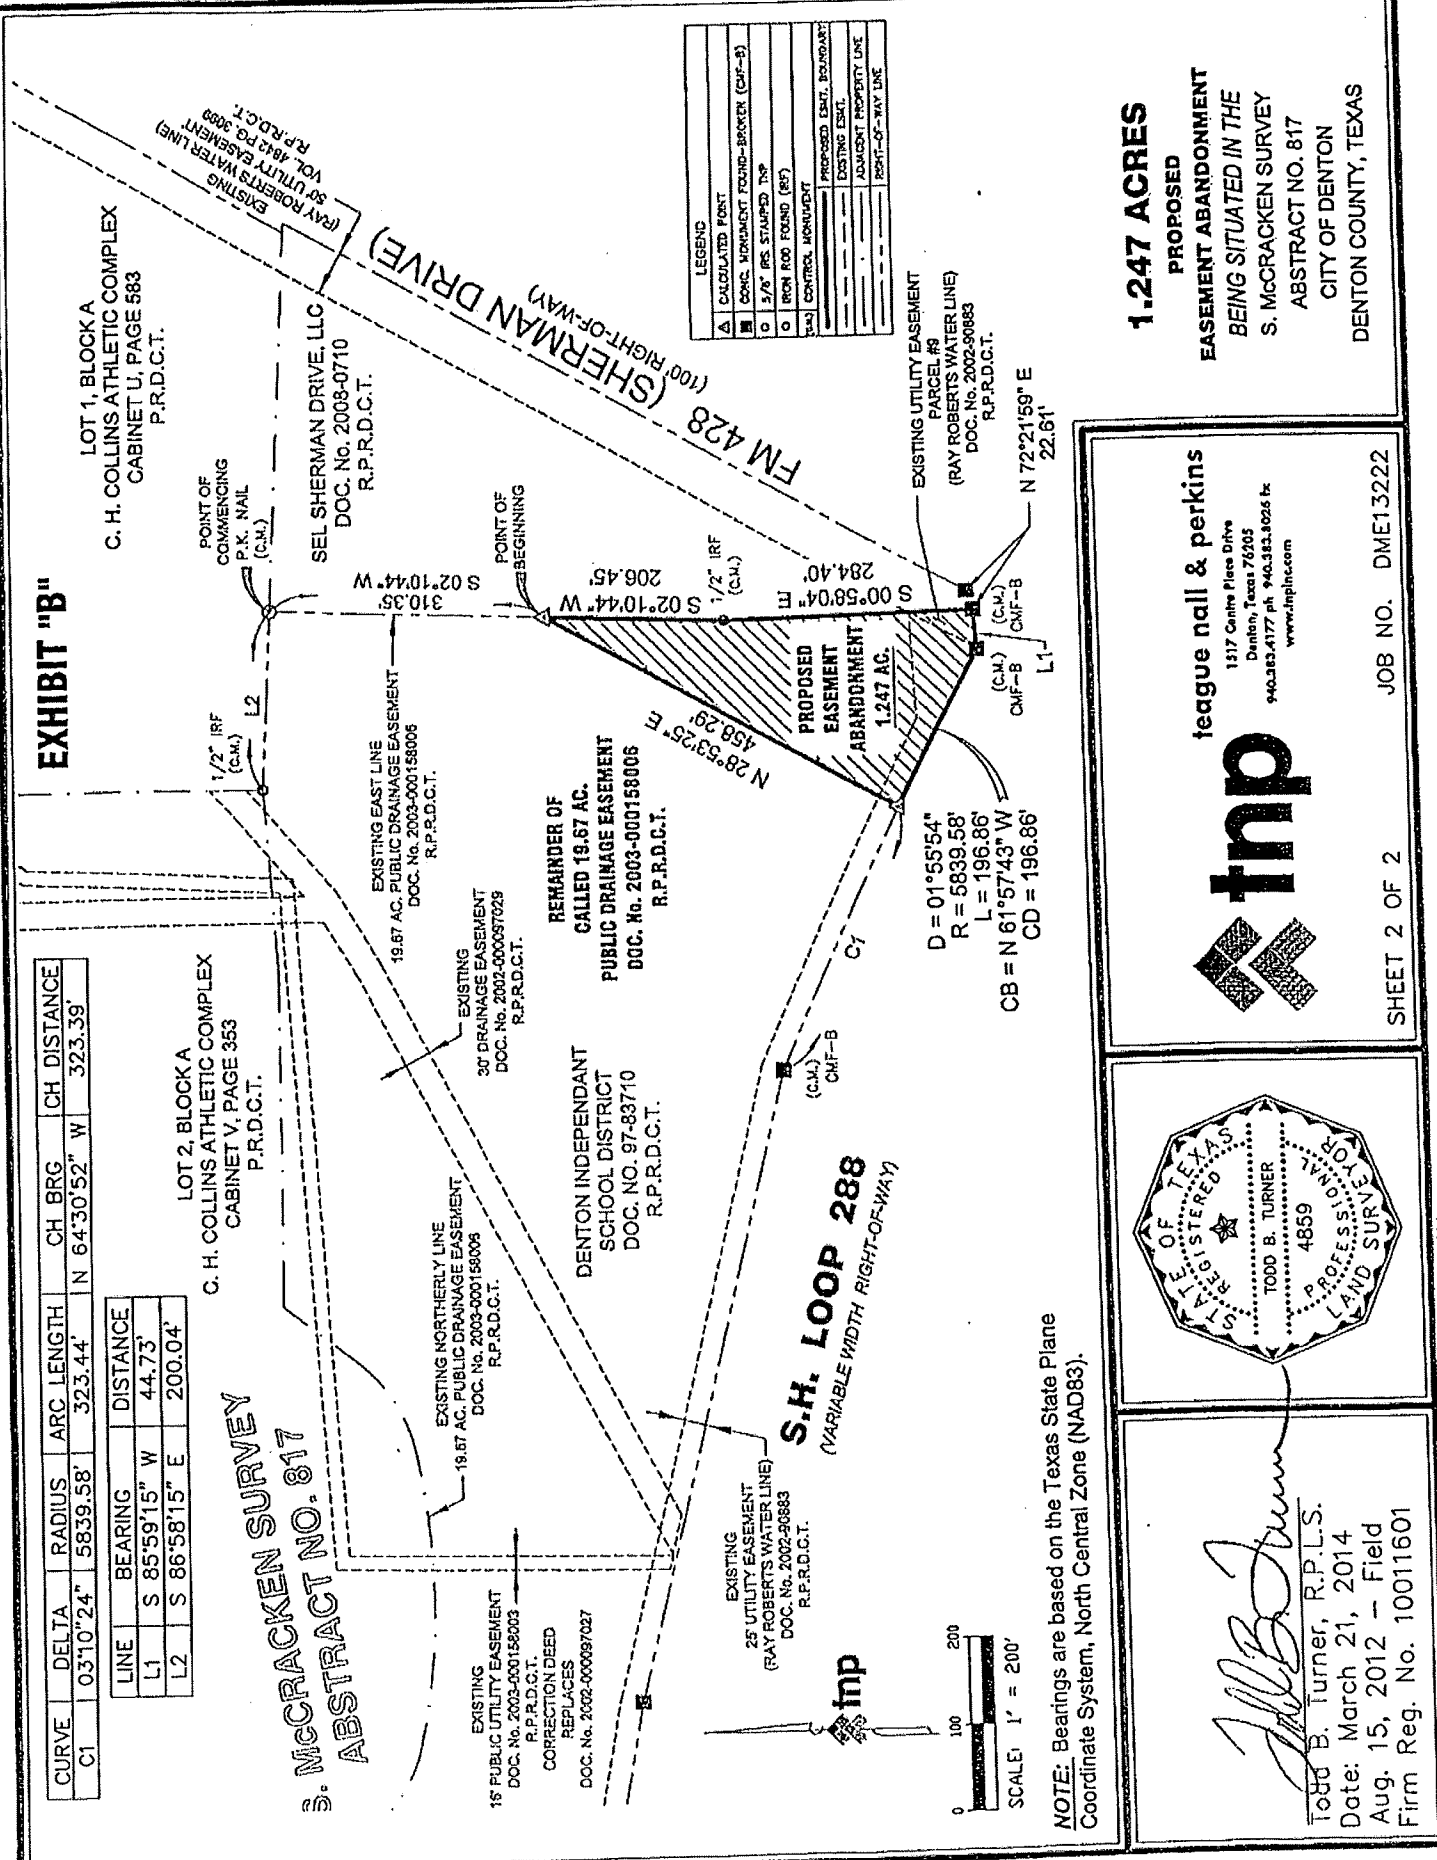 EXHIBIT "B"
CURVE DELTA RADIUS ARC LENGTH CH BRG CH DISTANCE
C1 03°10'24" 5839.58' 323.44' N 64°30'52" W 323.39'
LINE BEARING DISTANCE
L1 S 85°59'15" W 44.73'
L2 S 86°58'15" E 200.04'
S. McCRACKEN SURVEY
ABSTRACT NO. 817
LOT 2, BLOCK A
C. H. COLLINS ATHLETIC COMPLEX
CABINET V, PAGE 353
P.R.D.C.T.
LOT 1, BLOCK A
C. H. COLLINS ATHLETIC COMPLEX
CABINET U, PAGE 583
P.R.D.C.T.
EXISTING
(RAY ROBERTS WATER LINE)
50' UTILITY EASEMENT
VOL. 4842 PG. 3099
R.P.R.D.C.T.
1/2" IRF
(C.M.)
L2
POINT OF
COMMENCING
P.K. NAIL
(C.M.)
SEL SHERMAN DRIVE, LLC
DOC. No. 2008-0710
R.P.R.D.C.T.
FM 428 (SHERMAN DRIVE)
(100' RIGHT-OF-WAY)
S 02°10'44" W
310.35'
POINT OF
BEGINNING
EXISTING EAST LINE
19.67 AC. PUBLIC DRAINAGE EASEMENT
DOC. No. 2003-000158006
R.P.R.D.C.T.
EXISTING
30' DRAINAGE EASEMENT
DOC. No. 2002-000097029
R.P.R.D.C.T.
EXISTING NORTHERLY LINE
19.67 AC. PUBLIC DRAINAGE EASEMENT
DOC. No. 2003-000158006
R.P.R.D.C.T.
REMAINDER OF
CALLED 19.67 AC.
PUBLIC DRAINAGE EASEMENT
DOC. No. 2003-000158006
R.P.R.D.C.T.
DENTON INDEPENDANT
SCHOOL DISTRICT
DOC. NO. 97-83710
R.P.R.D.C.T.
S 02°10'44" W
206.45'
1/2" IRF
(C.M.)
S 00°58'04" E
284.40'
N 28°53'25" E
458.29'
PROPOSED
EASEMENT
ABANDONMENT
1.247 AC.
LEGEND
CALCULATED POINT
CONC. MONUMENT FOUND-BROKEN (CMF-B)
5/8" IRS STAMPED TNP
IRON ROD FOUND (IRF)
(C.M.) CONTROL MONUMENT
PROPOSED ESMT. BOUNDARY
EXISTING ESMT.
ADJACENT PROPERTY LINE
RIGHT-OF-WAY LINE
EXISTING UTILITY EASEMENT
PARCEL #9
(RAY ROBERTS WATER LINE)
DOC. No. 2002-90883
R.P.R.D.C.T.
N 72°21'59" E
22.61'
(C.M.)
CMF-B
(C.M.)
CMF-B
L1
D = 01°55'54"
R = 5839.58'
L = 196.86'
CB = N 61°57'43" W
CD = 196.86'
C1
(C.M.)
CMF-B
S.H. LOOP 288
(VARIABLE WIDTH RIGHT-OF-WAY)
EXISTING
16' PUBLIC UTILITY EASEMENT
DOC. No. 2003-000158003
R.P.R.D.C.T.
CORRECTION DEED
REPLACES
DOC. No. 2002-000097027
EXISTING
25' UTILITY EASEMENT
(RAY ROBERTS WATER LINE)
DOC. No. 2002-90883
R.P.R.D.C.T.
tnp
0 100 200
SCALE: 1" = 200'
NOTE: Bearings are based on the Texas State Plane
Coordinate System, North Central Zone (NAD83).
Todd B. Turner, R.P.L.S.
Date: March 21, 2014
Aug. 15, 2012 - Field
Firm Reg. No. 10011601
STATE OF TEXAS
REGISTERED
TODD B. TURNER
4859
PROFESSIONAL
LAND SURVEYOR
tnp
teague nall & perkins
1517 Centre Place Drive
Denton, Texas 76205
940.383.4177 ph 940.383.8026 fx
www.tnpinc.com
SHEET 2 OF 2
JOB NO. DME13222
1.247 ACRES
PROPOSED
EASEMENT ABANDONMENT
BEING SITUATED IN THE
S. McCRACKEN SURVEY
ABSTRACT NO. 817
CITY OF DENTON
DENTON COUNTY, TEXAS